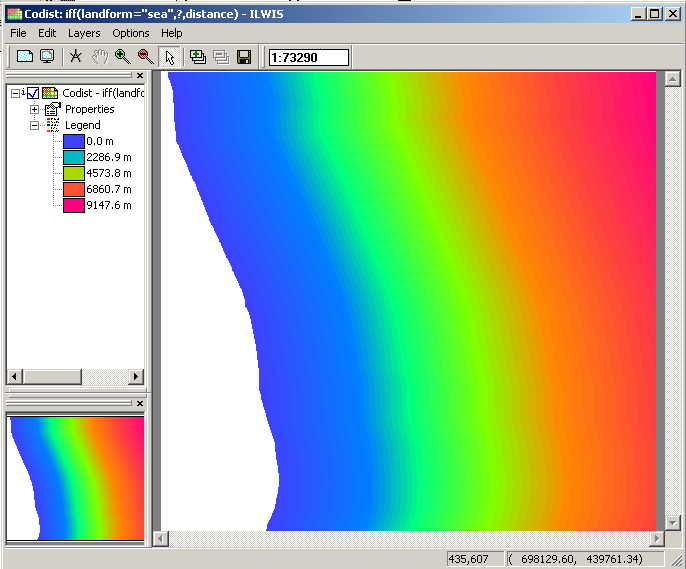 Codist: iff(landform="sea",?,distance) - ILWIS
File Edit Layers Options Help
1:73290
Codist - iff(landfo
Properties
Legend
0.0 m
2286.9 m
4573.8 m
6860.7 m
9147.6 m
435,607 ( 698129.60, 439761.34)